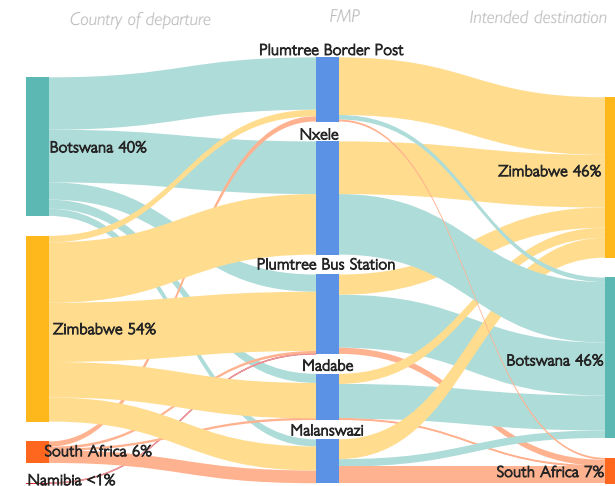 Country of departure
FMP
Intended destination
Plumtree Border Post
Nxele
Botswana 40%
Zimbabwe 46%
Plumtree Bus Station
Zimbabwe 54%
Botswana 46%
Madabe
Malanswazi
South Africa 6%
South Africa 7%
Namibia <1%